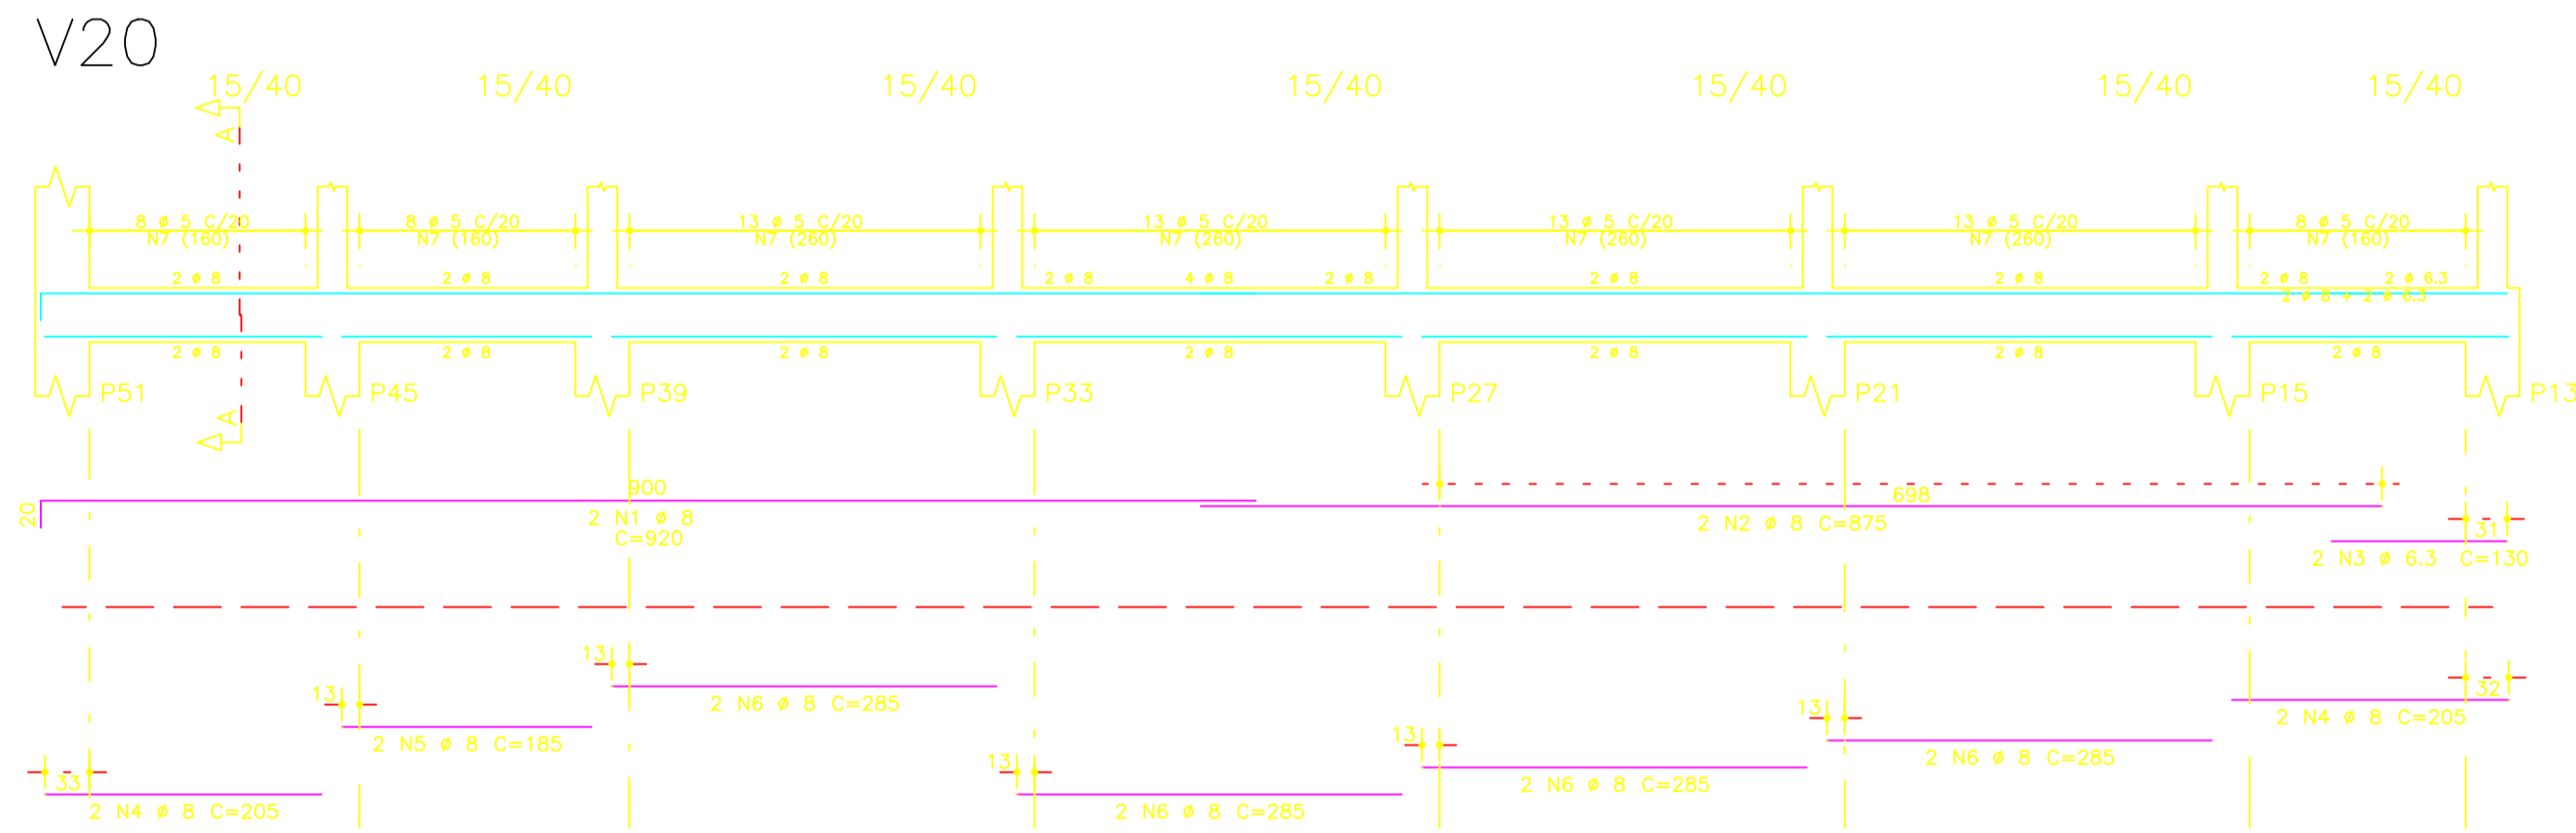 V20
15/40 15/40 15/40 15/40 15/40 15/40 15/40
A
8 ø 5 C/20 8 ø 5 C/20 13 ø 5 C/20 13 ø 5 C/20 13 ø 5 C/20 13 ø 5 C/20 8 ø 5 C/20
N7 (160) N7 (160) N7 (260) N7 (260) N7 (260) N7 (260) N7 (160)
2 ø 8 2 ø 8 2 ø 8 2 ø 8 4 ø 8 2 ø 8 2 ø 8 2 ø 8 2 ø 8 2 ø 6.3
2 ø 8 + 2 ø 6.3
2 ø 8 2 ø 8 2 ø 8 2 ø 8 2 ø 8 2 ø 8 2 ø 8
P51 P45 P39 P33 P27 P21 P15 P13
A
900
698
20
2 N1 ø 8
C=920
2 N2 ø 8 C=875
31
2 N3 ø 6.3 C=130
13
2 N6 ø 8 C=285
13
2 N5 ø 8 C=185
32
2 N4 ø 8 C=205
13
2 N6 ø 8 C=285
13
2 N6 ø 8 C=285
33
2 N4 ø 8 C=205
13
2 N6 ø 8 C=285